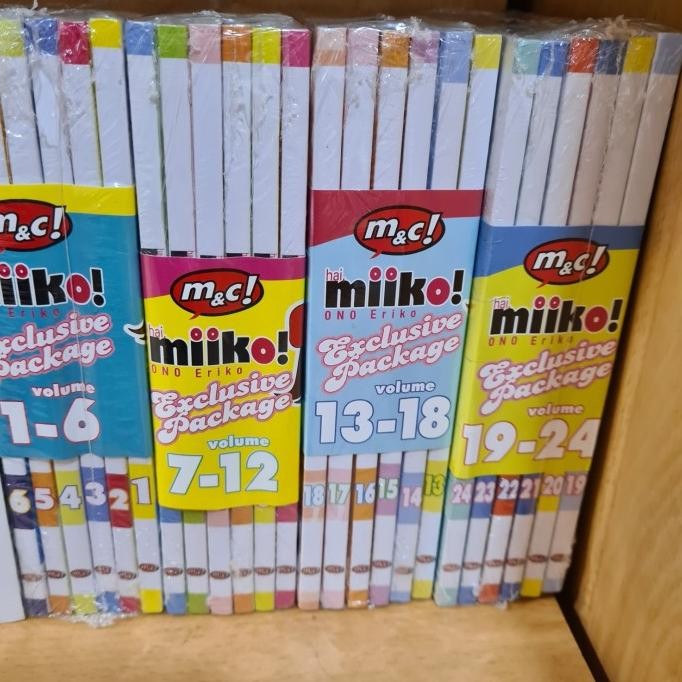 m&c!
iiko!
Eriko
Exclusive
Package
volume
1-6
6 5 4 3 2 1
m&c!
hai
miiko!
ONO Eriko
Exclusive
Package
volume
7-12
m&c!
hai
miiko!
ONO Eriko
Exclusive
Package
volume
13-18
18 17 16 15 14 13
m&c!
hai
miiko!
ONO Eriko
Exclusive
Package
volume
19-24
24 23 22 21 20 19